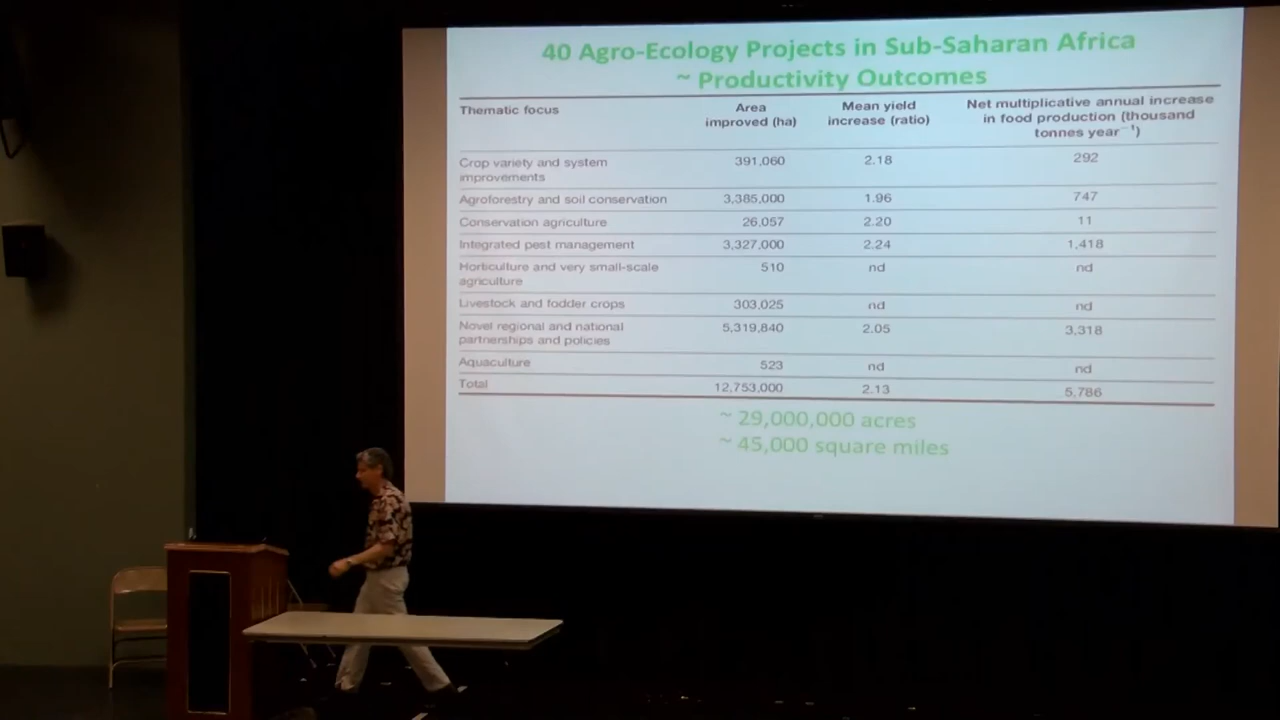 40 Agro-Ecology Projects in Sub-Saharan Africa
~ Productivity Outcomes
Thematic focus
Area improved (ha)
Mean yield increase (ratio)
Net multiplicative annual increase in food production (thousand tonnes year⁻¹)
Crop variety and system improvements 391,060 2.18 292
Agroforestry and soil conservation 3,385,000 1.96 747
Conservation agriculture 26,057 2.20 11
Integrated pest management 3,327,000 2.24 1,418
Horticulture and very small-scale agriculture 510 nd nd
Livestock and fodder crops 303,025 nd nd
Novel regional and national partnerships and policies 5,319,840 2.05 3,318
Aquaculture 523 nd nd
Total 12,753,000 2.13 5,786
~ 29,000,000 acres
~ 45,000 square miles